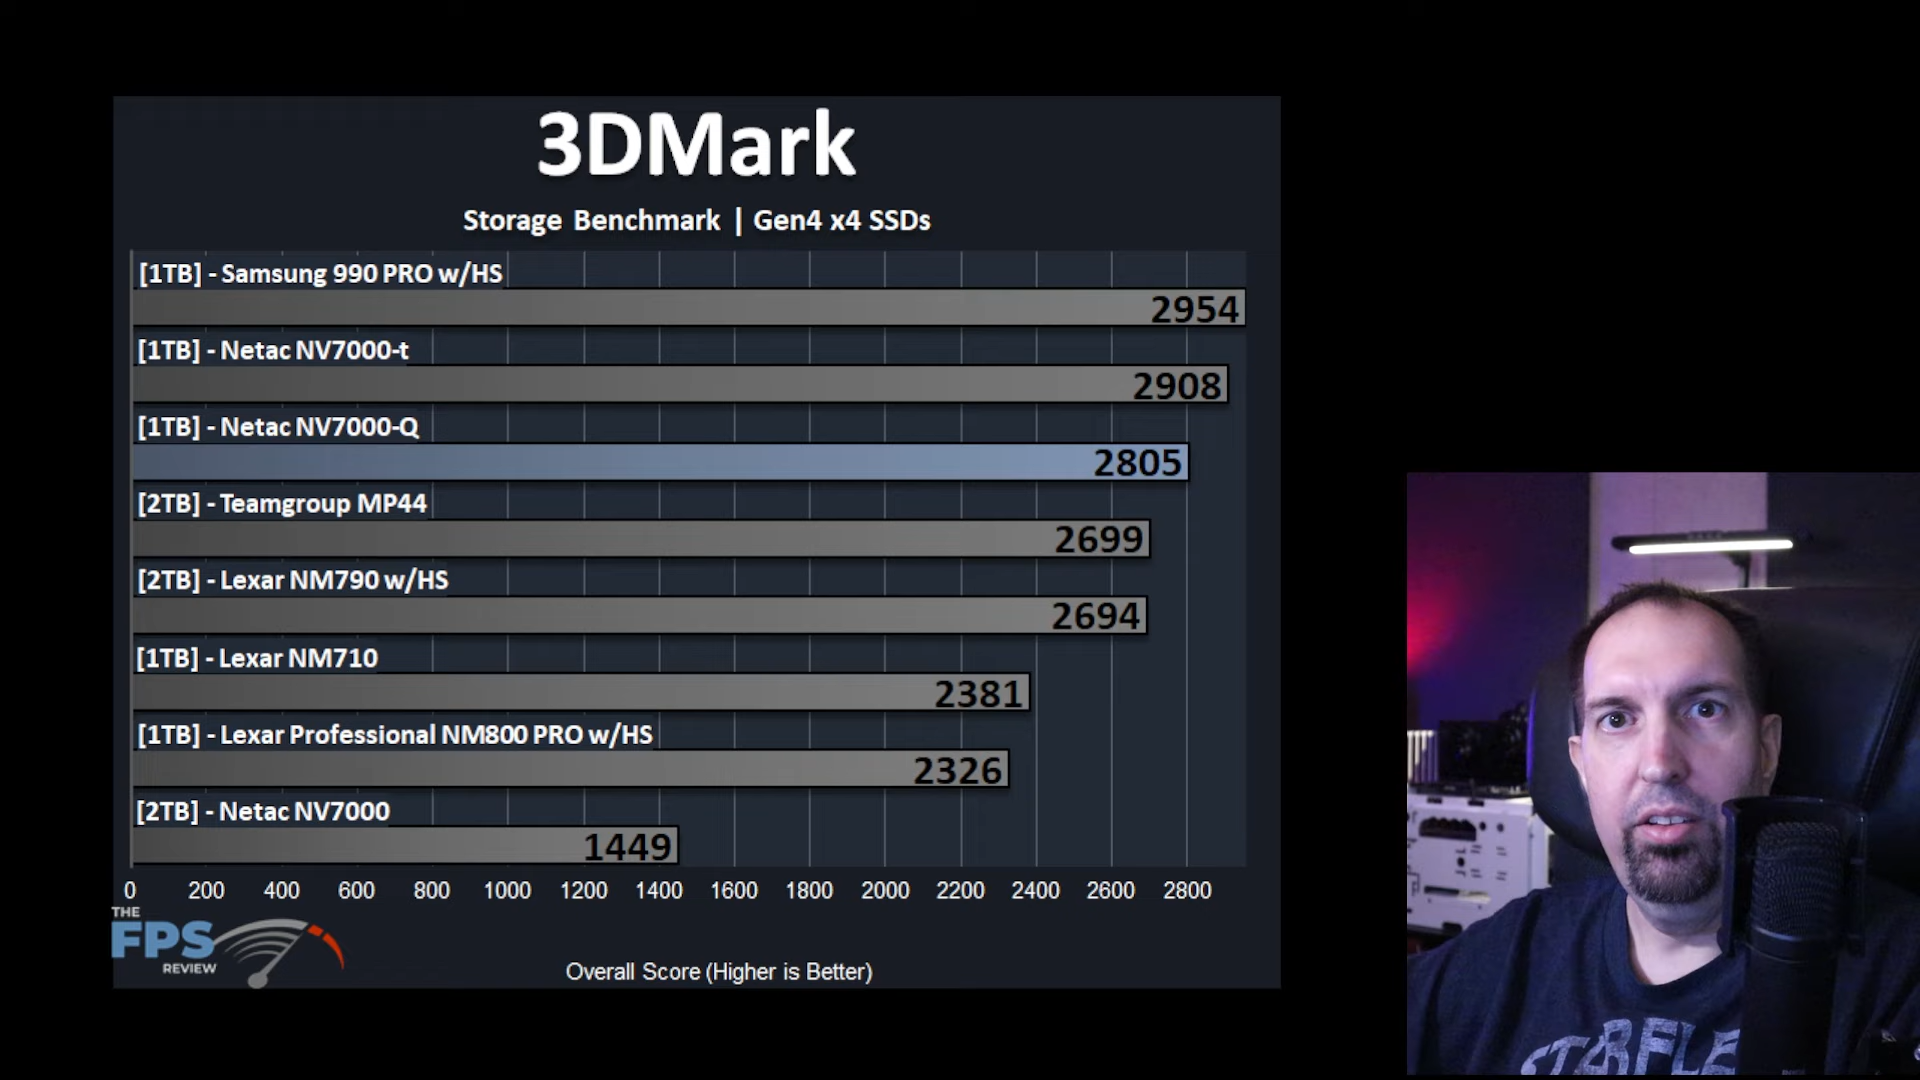 3DMark
Storage Benchmark | Gen4 x4 SSDs
[1TB] - Samsung 990 PRO w/HS
2954
[1TB] - Netac NV7000-t
2908
[1TB] - Netac NV7000-Q
2805
[2TB] - Teamgroup MP44
2699
[2TB] - Lexar NM790 w/HS
2694
[1TB] - Lexar NM710
2381
[1TB] - Lexar Professional NM800 PRO w/HS
2326
[2TB] - Netac NV7000
1449
0 200 400 600 800 1000 1200 1400 1600 1800 2000 2200 2400 2600 2800
THE
FPS
REVIEW
Overall Score (Higher is Better)